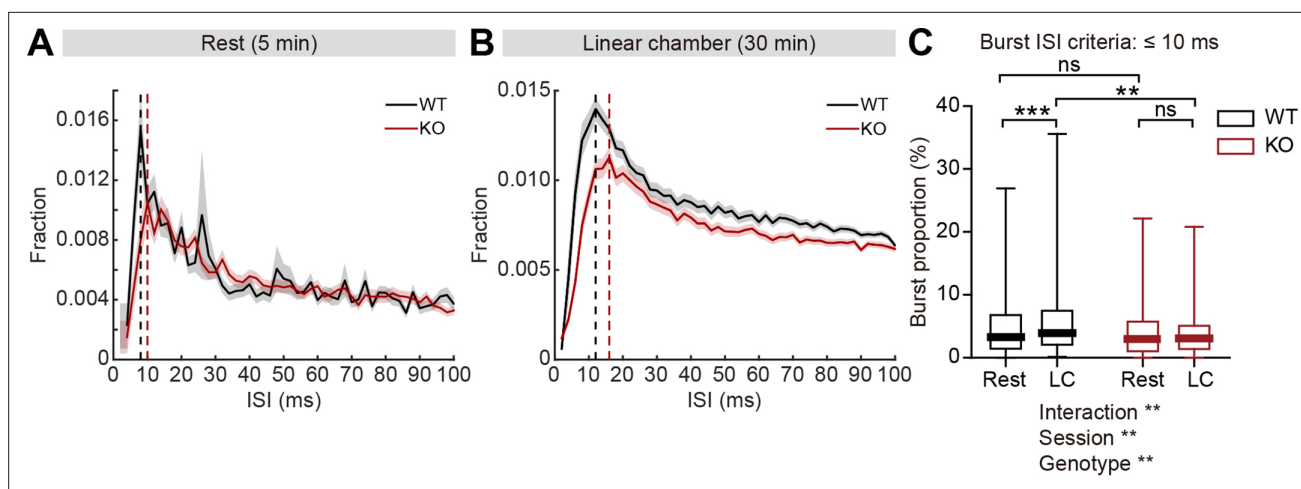 A
Rest (5 min)
WT
KO
Fraction
0.016
0.012
0.008
0.004
0
0 10 20 30 40 50 60 70 80 90 100
ISI (ms)
B
Linear chamber (30 min)
WT
KO
Fraction
0.015
0.010
0.005
0
0 10 20 30 40 50 60 70 80 90 100
ISI (ms)
C
Burst ISI criteria: ≤ 10 ms
ns
**
***
ns
WT
KO
Burst proportion (%)
40
30
20
10
0
Rest LC Rest LC
Interaction **
Session **
Genotype **